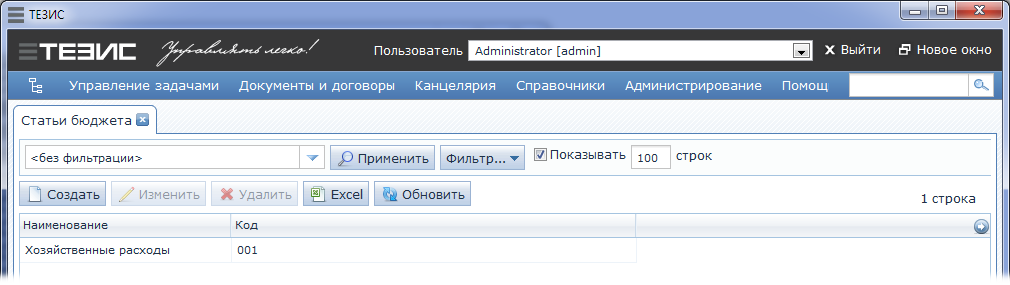 ТЕЗИС
ТЕЗИС Управлять легко! Пользователь Administrator [admin] Выйти Новое окно
Управление задачами Документы и договоры Канцелярия Справочники Администрирование Помощ
Статьи бюджета
<без фильтрации> Применить Фильтр... Показывать 100 строк
Создать Изменить Удалить Excel Обновить 1 строка
Наименование Код
Хозяйственные расходы 001